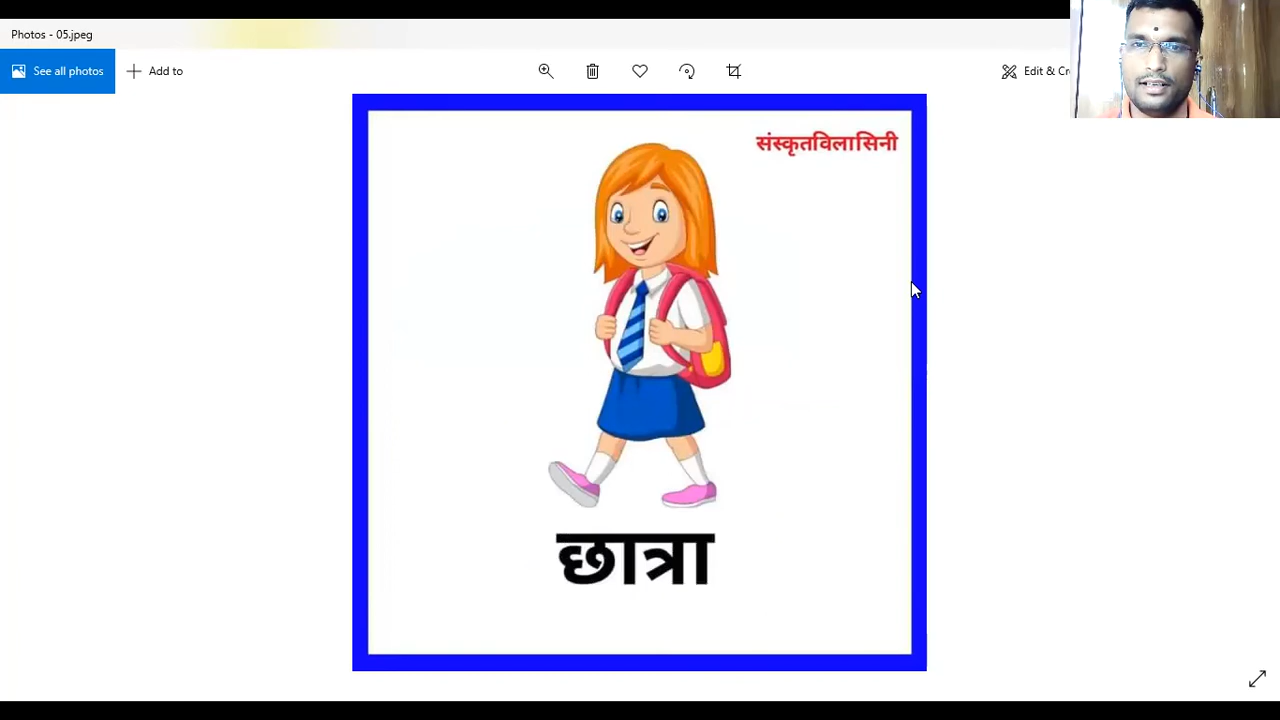 Photos - 05.jpeg
See all photos
Add to
Edit & Cr
संस्कृतविलासिनी
छात्रा